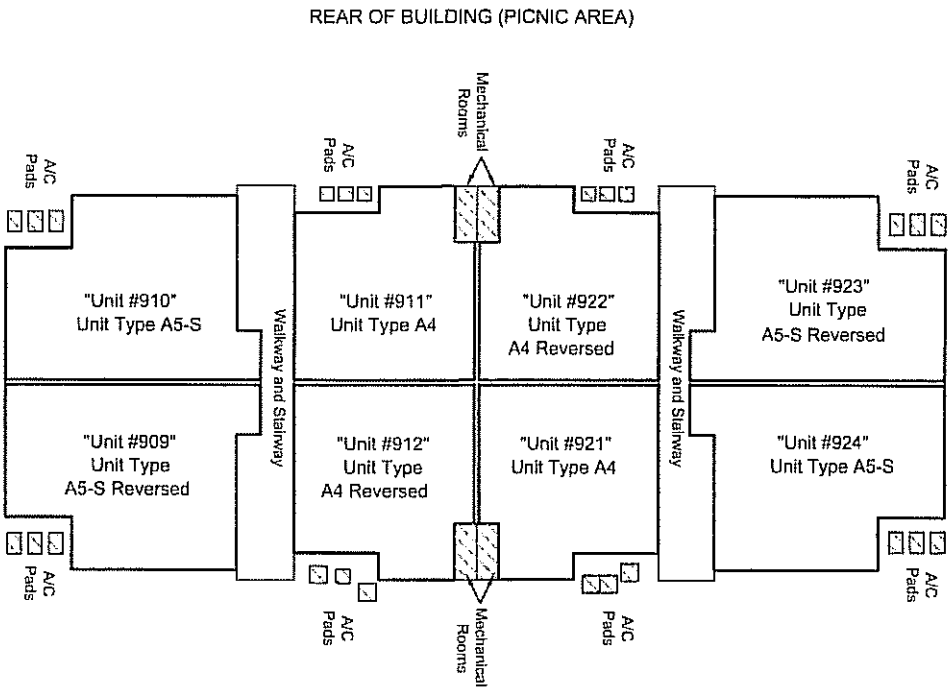 REAR OF BUILDING (PICNIC AREA)
Mechanical
Rooms
A/C
Pads
A/C
Pads
A/C
Pads
A/C
Pads
"Unit #910"
Unit Type A5-S
"Unit #911"
Unit Type A4
"Unit #922"
Unit Type
A4 Reversed
"Unit #923"
Unit Type
A5-S Reversed
Walkway and Stairway
Walkway and Stairway
"Unit #909"
Unit Type
A5-S Reversed
"Unit #912"
Unit Type
A4 Reversed
"Unit #921"
Unit Type A4
"Unit #924"
Unit Type A5-S
A/C
Pads
A/C
Pads
A/C
Pads
A/C
Pads
Mechanical
Rooms